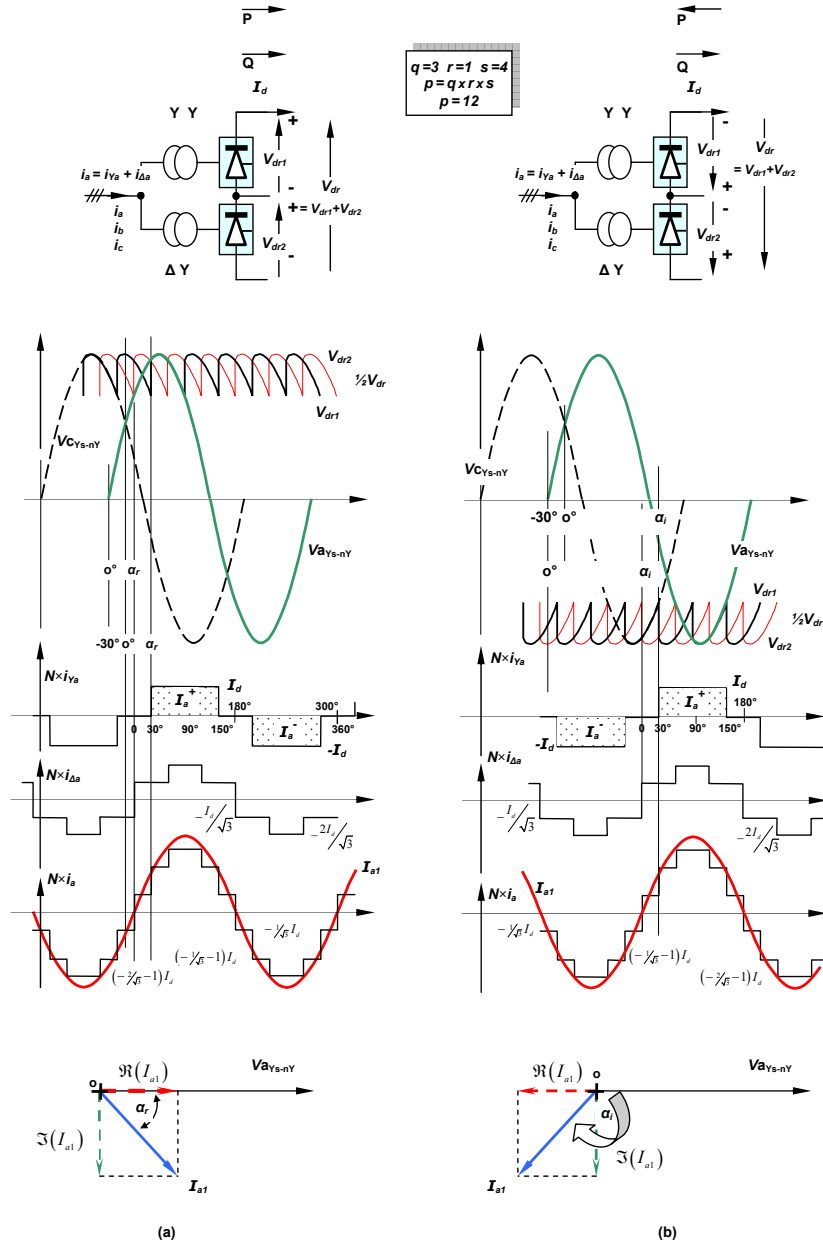 P
P
Q
Q
q=3 r=1 s=4
p= q x r x s
p = 12
I_d
I_d
Y Y
Y Y
+
-
V_dr1
V_dr1
V_dr
V_dr
i_a = i_Ya + i_Δa
i_a = i_Ya + i_Δa
-
+
+
-
= V_dr1+V_dr2
= V_dr1+V_dr2
i_a
i_b
i_c
i_a
i_b
i_c
V_dr2
V_dr2
-
+
Δ Y
Δ Y
V_dr2
½V_dr
V_dr1
Vc_Ys-nY
Vc_Ys-nY
-30° o°
α_i
o° α_r
Va_Ys-nY
Va_Ys-nY
o°
α_i
-30° o° α_r
V_dr1
½V_dr
V_dr2
N×i_Ya
N×i_Ya
I_a^+
I_d
I_a^+
I_d
180°
300°
180°
0 30° 90° 150°
I_a^-
360°
-I_d
-I_d
I_a^-
0 30° 90° 150°
N×i_Δa
N×i_Δa
-I_d/√3
-2I_d/√3
-I_d/√3
-2I_d/√3
N×i_a
I_a1
N×i_a
I_a1
-1/√3 I_d
(-1/√3 -1) I_d
(-2/√3 -1) I_d
-1/√3 I_d
(-1/√3 -1) I_d
(-2/√3 -1) I_d
o
ℜ(I_a1)
Va_Ys-nY
α_r
ℑ(I_a1)
I_a1
ℜ(I_a1)
o
Va_Ys-nY
α_i
ℑ(I_a1)
I_a1
(a)
(b)